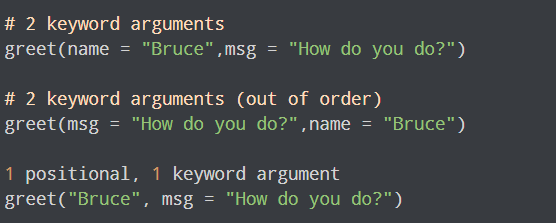 # 2 keyword arguments
greet(name = "Bruce",msg = "How do you do?")
# 2 keyword arguments (out of order)
greet(msg = "How do you do?",name = "Bruce")
1 positional, 1 keyword argument
greet("Bruce", msg = "How do you do?")